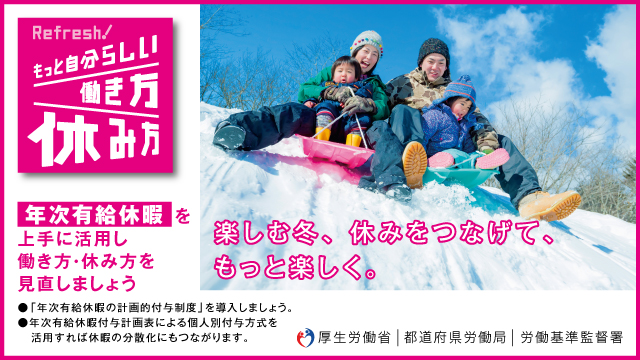 Refresh!
もっと自分らしい
働き方
休み方
年次有給休暇を
上手に活用し
働き方・休み方を
見直しましょう
楽しむ冬、休みをつなげて、
もっと楽しく。
●「年次有給休暇の計画的付与制度」を導入しましょう。
●年次有給休暇付与計画表による個人別付与方式を
活用すれば休暇の分散化にもつながります。
厚生労働省|都道府県労働局|労働基準監督署